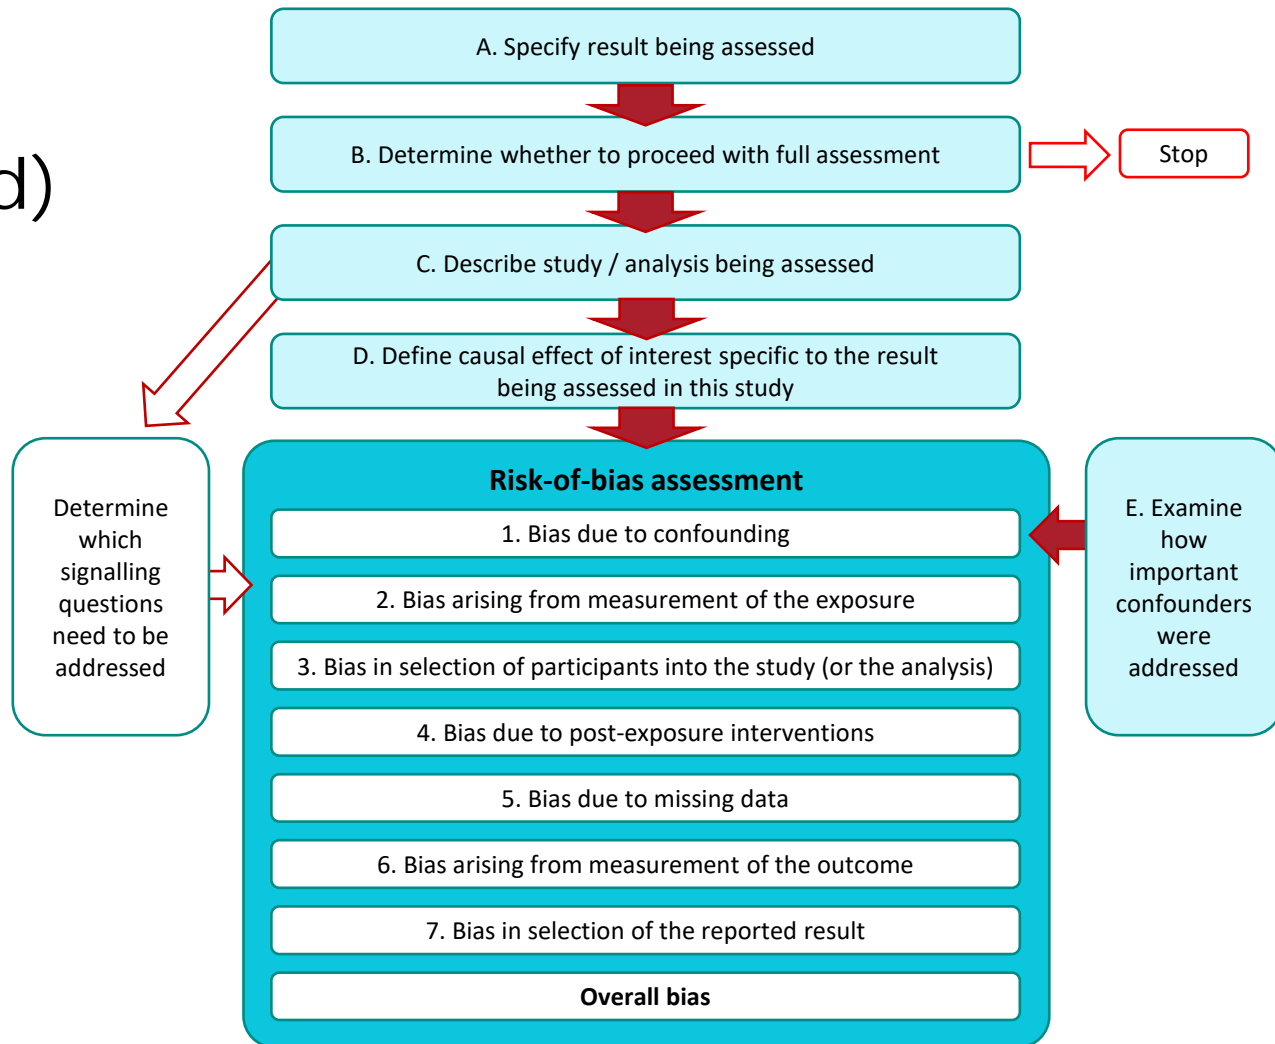 A. Specify result being assessed
d)
B. Determine whether to proceed with full assessment
Stop
C. Describe study / analysis being assessed
D. Define causal effect of interest specific to the result
being assessed in this study
Determine
which
signalling
questions
need to be
addressed
Risk-of-bias assessment
1. Bias due to confounding
2. Bias arising from measurement of the exposure
3. Bias in selection of participants into the study (or the analysis)
4. Bias due to post-exposure interventions
5. Bias due to missing data
6. Bias arising from measurement of the outcome
7. Bias in selection of the reported result
Overall bias
E. Examine
how
important
confounders
were
addressed